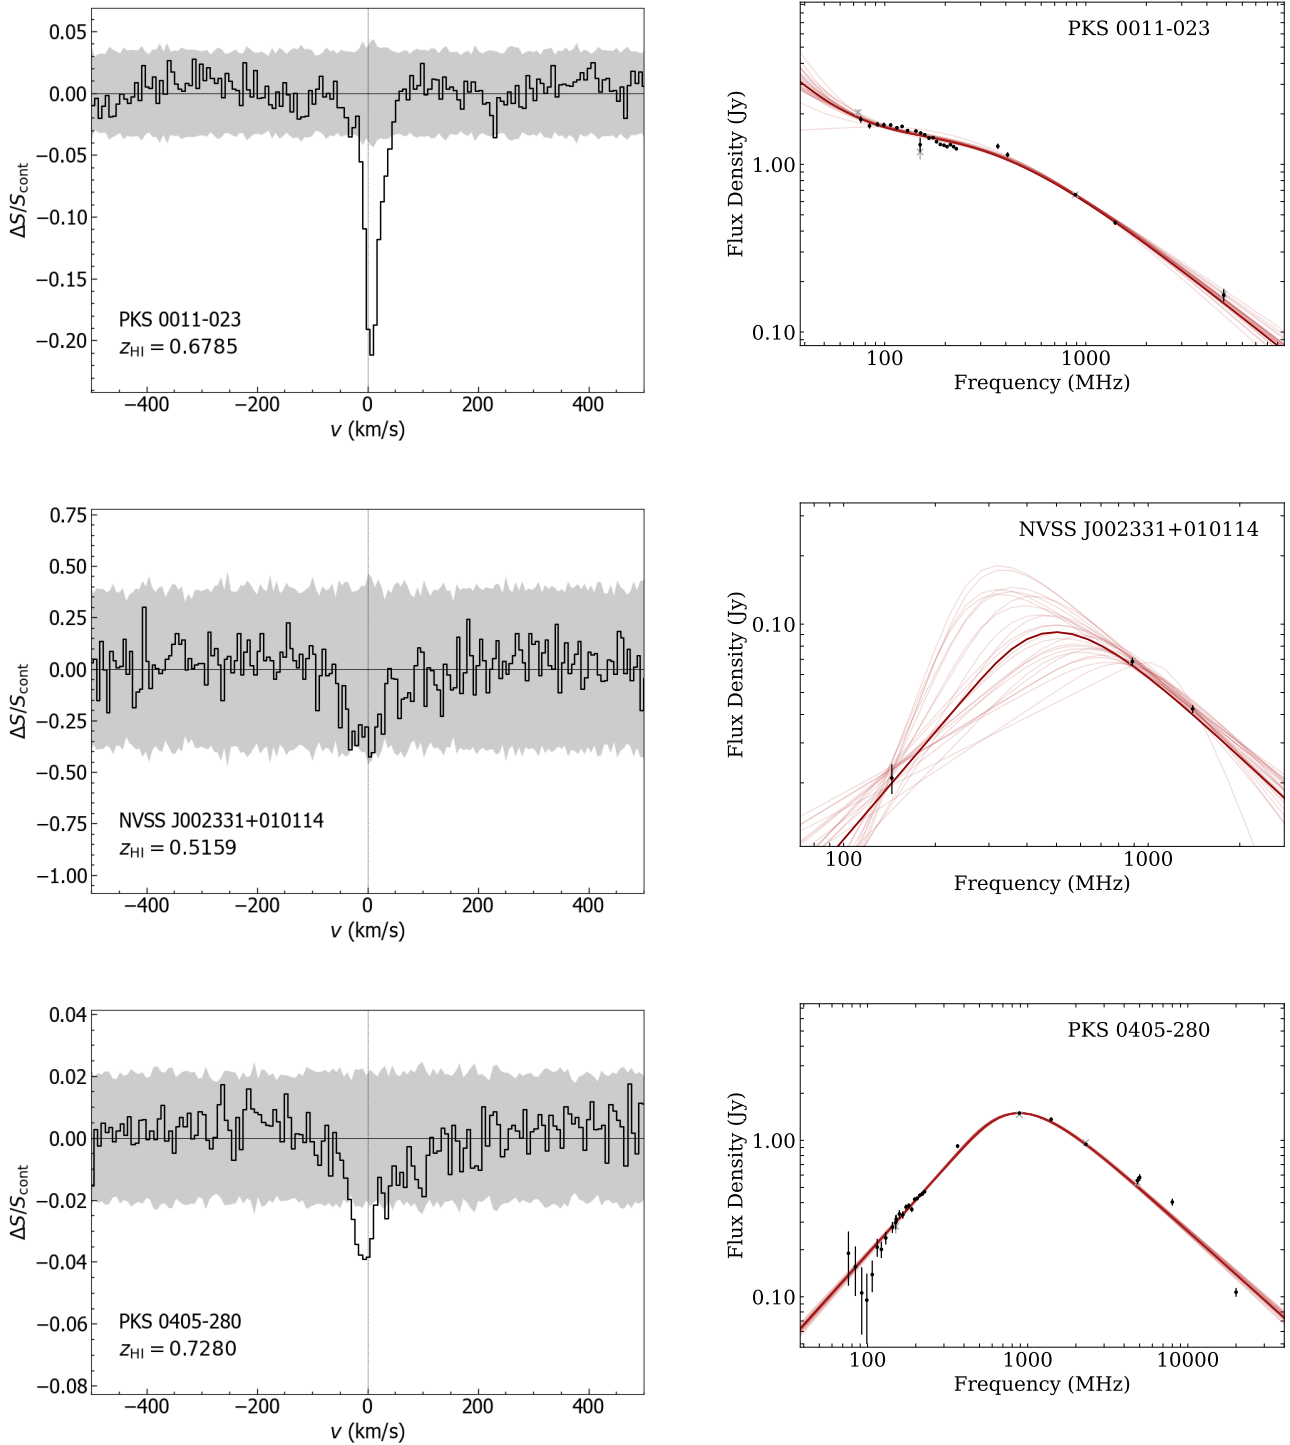 0.05
0.00
−0.05
−0.10
−0.15
−0.20
ΔS/S_cont
PKS 0011-023
z_HI = 0.6785
−400 −200 0 200 400
v (km/s)
PKS 0011-023
1.00
0.10
Flux Density (Jy)
100 1000
Frequency (MHz)
0.75
0.50
0.25
0.00
−0.25
−0.50
−0.75
−1.00
ΔS/S_cont
NVSS J002331+010114
z_HI = 0.5159
−400 −200 0 200 400
v (km/s)
NVSS J002331+010114
0.10
Flux Density (Jy)
100 1000
Frequency (MHz)
0.04
0.02
0.00
−0.02
−0.04
−0.06
−0.08
ΔS/S_cont
PKS 0405-280
z_HI = 0.7280
−400 −200 0 200 400
v (km/s)
PKS 0405-280
1.00
0.10
Flux Density (Jy)
100 1000 10000
Frequency (MHz)